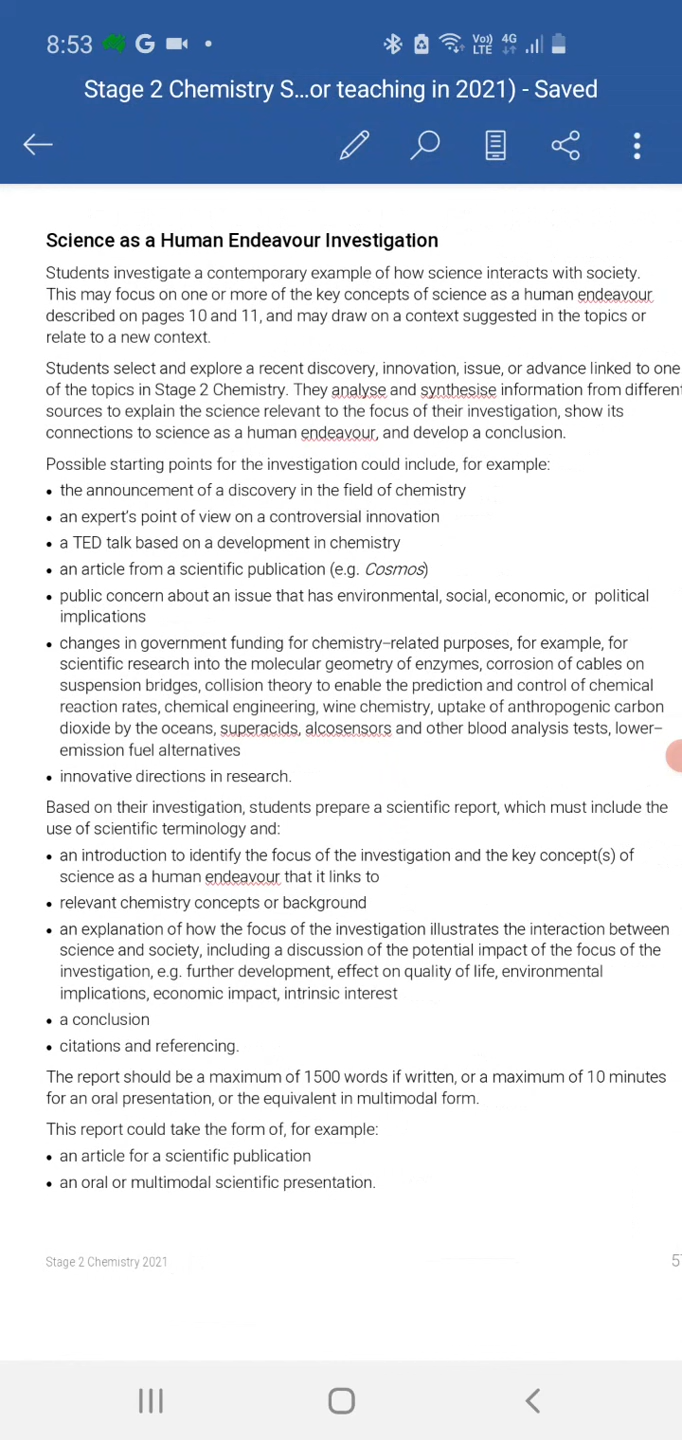 8:53
G
Vo))
LTE
4G
Stage 2 Chemistry S...or teaching in 2021) - Saved
Science as a Human Endeavour Investigation
Students investigate a contemporary example of how science interacts with society.
This may focus on one or more of the key concepts of science as a human endeavour
described on pages 10 and 11, and may draw on a context suggested in the topics or
relate to a new context.
Students select and explore a recent discovery, innovation, issue, or advance linked to one
of the topics in Stage 2 Chemistry. They analyse and synthesise information from different
sources to explain the science relevant to the focus of their investigation, show its
connections to science as a human endeavour, and develop a conclusion.
Possible starting points for the investigation could include, for example:
• the announcement of a discovery in the field of chemistry
• an expert's point of view on a controversial innovation
• a TED talk based on a development in chemistry
• an article from a scientific publication (e.g. Cosmos)
• public concern about an issue that has environmental, social, economic, or political
implications
• changes in government funding for chemistry–related purposes, for example, for
scientific research into the molecular geometry of enzymes, corrosion of cables on
suspension bridges, collision theory to enable the prediction and control of chemical
reaction rates, chemical engineering, wine chemistry, uptake of anthropogenic carbon
dioxide by the oceans, superacids, alcosensors and other blood analysis tests, lower–
emission fuel alternatives
• innovative directions in research.
Based on their investigation, students prepare a scientific report, which must include the
use of scientific terminology and:
• an introduction to identify the focus of the investigation and the key concept(s) of
science as a human endeavour that it links to
• relevant chemistry concepts or background
• an explanation of how the focus of the investigation illustrates the interaction between
science and society, including a discussion of the potential impact of the focus of the
investigation, e.g. further development, effect on quality of life, environmental
implications, economic impact, intrinsic interest
• a conclusion
• citations and referencing.
The report should be a maximum of 1500 words if written, or a maximum of 10 minutes
for an oral presentation, or the equivalent in multimodal form.
This report could take the form of, for example:
• an article for a scientific publication
• an oral or multimodal scientific presentation.
Stage 2 Chemistry 2021